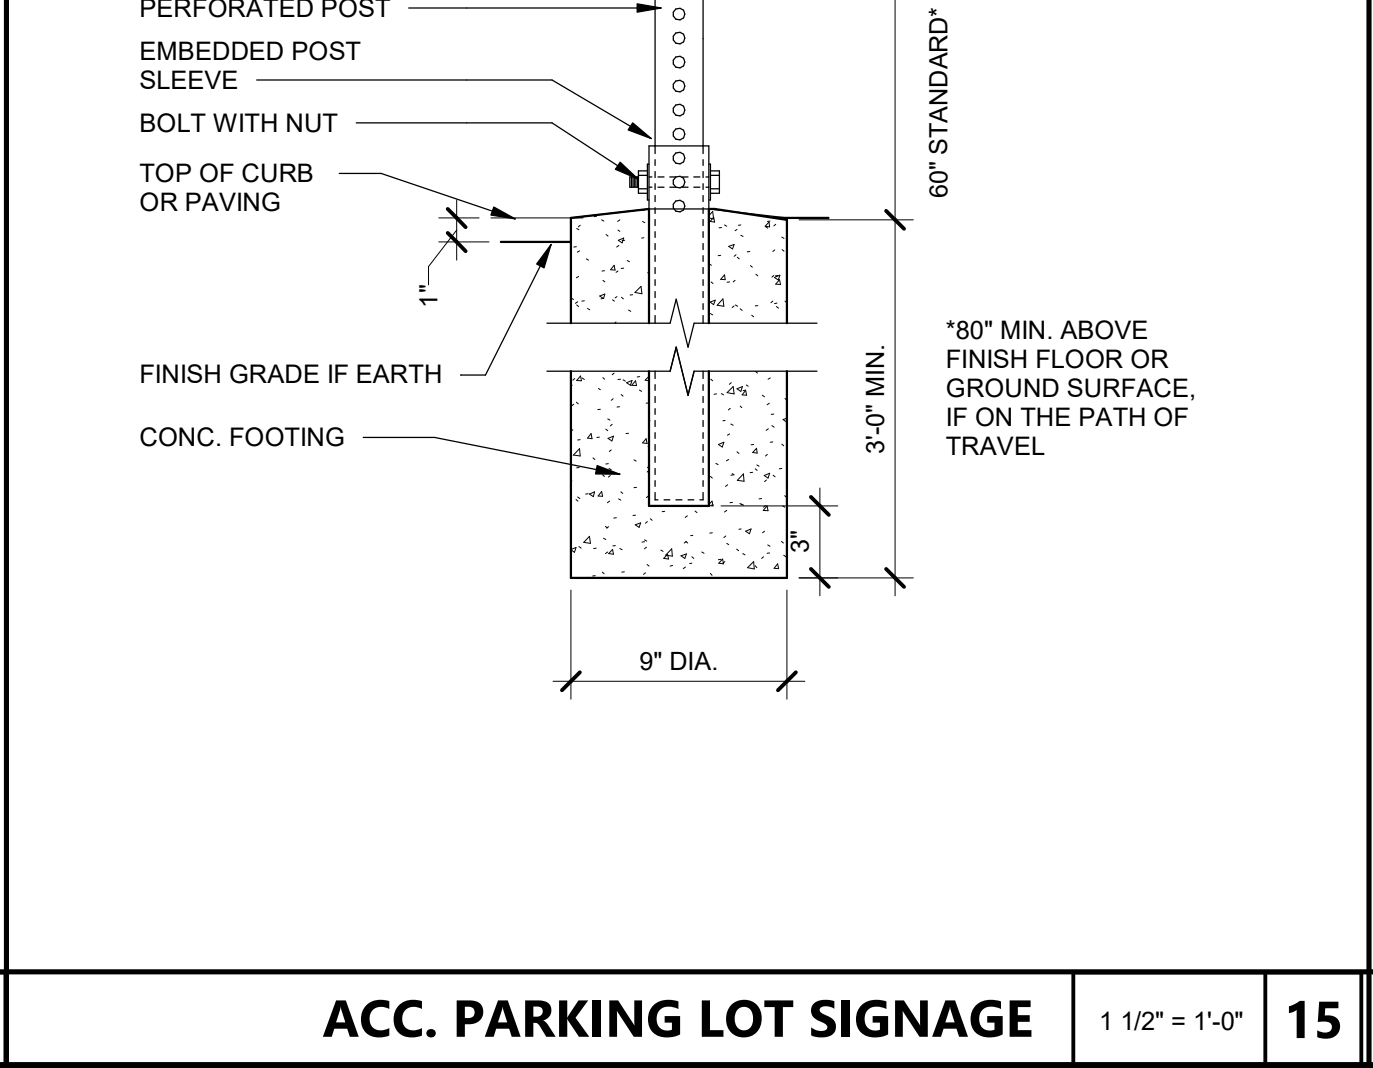 PERFORATED POST
EMBEDDED POST
SLEEVE
BOLT WITH NUT
TOP OF CURB
OR PAVING
1"
FINISH GRADE IF EARTH
CONC. FOOTING
60" STANDARD*
3'-0" MIN.
3"
9" DIA.
*80" MIN. ABOVE
FINISH FLOOR OR
GROUND SURFACE,
IF ON THE PATH OF
TRAVEL
ACC. PARKING LOT SIGNAGE
1 1/2" = 1'-0"
15